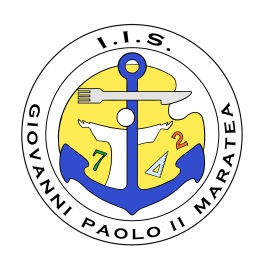 I.I.S.
GIOVANNI PAOLO II MARATEA
7
2